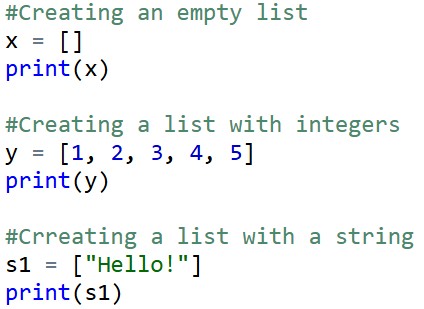 #Creating an empty list
x = []
print(x)
#Creating a list with integers
y = [1, 2, 3, 4, 5]
print(y)
#Crreating a list with a string
s1 = ["Hello!"]
print(s1)